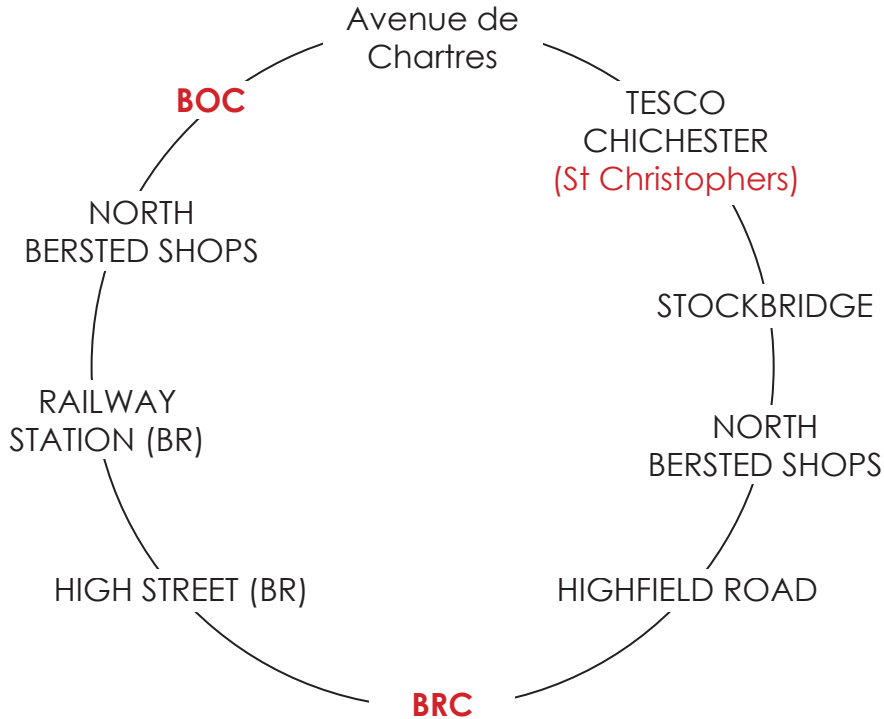 Avenue de
Chartres
TESCO
CHICHESTER
(St Christophers)
STOCKBRIDGE
NORTH
BERSTED SHOPS
HIGHFIELD ROAD
BRC
HIGH STREET (BR)
RAILWAY
STATION (BR)
NORTH
BERSTED SHOPS
BOC